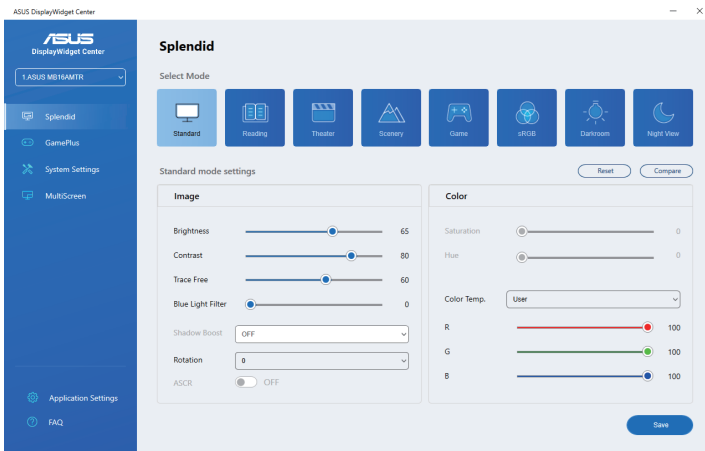 ASUS DisplayWidget Center
ASUS
DisplayWidget Center
1.ASUS MB16AMTR
Splendid
GamePlus
System Settings
MultiScreen
Application Settings
FAQ
Splendid
Select Mode
Standard
Reading
Theater
Scenery
Game
sRGB
Darkroom
Night View
Standard mode settings
Reset
Compare
Image
Brightness 65
Contrast 80
Trace Free 60
Blue Light Filter 0
Shadow Boost OFF
Rotation 0
ASCR OFF
Color
Saturation 0
Hue 0
Color Temp. User
R 100
G 100
B 100
Save